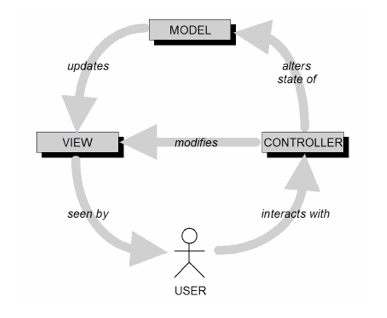 MODEL
updates
alters
state of
VIEW
modifies
CONTROLLER
seen by
interacts with
USER